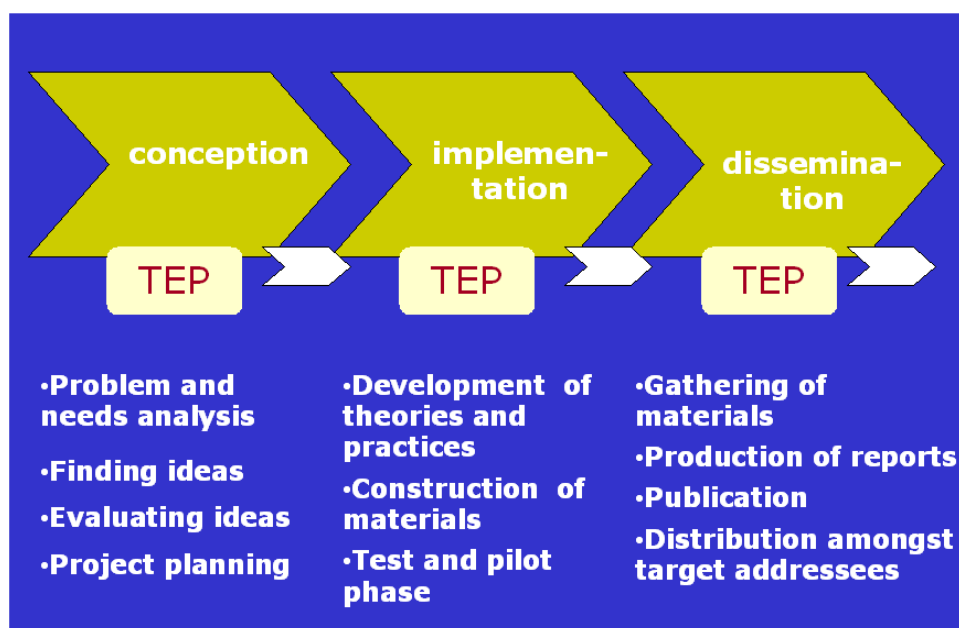 conception
implemen-
tation
dissemina-
tion
TEP
TEP
TEP
•Problem and
needs analysis
•Finding ideas
•Evaluating ideas
•Project planning
•Development of
theories and
practices
•Construction of
materials
•Test and pilot
phase
•Gathering of
materials
•Production of reports
•Publication
•Distribution amongst
target addressees